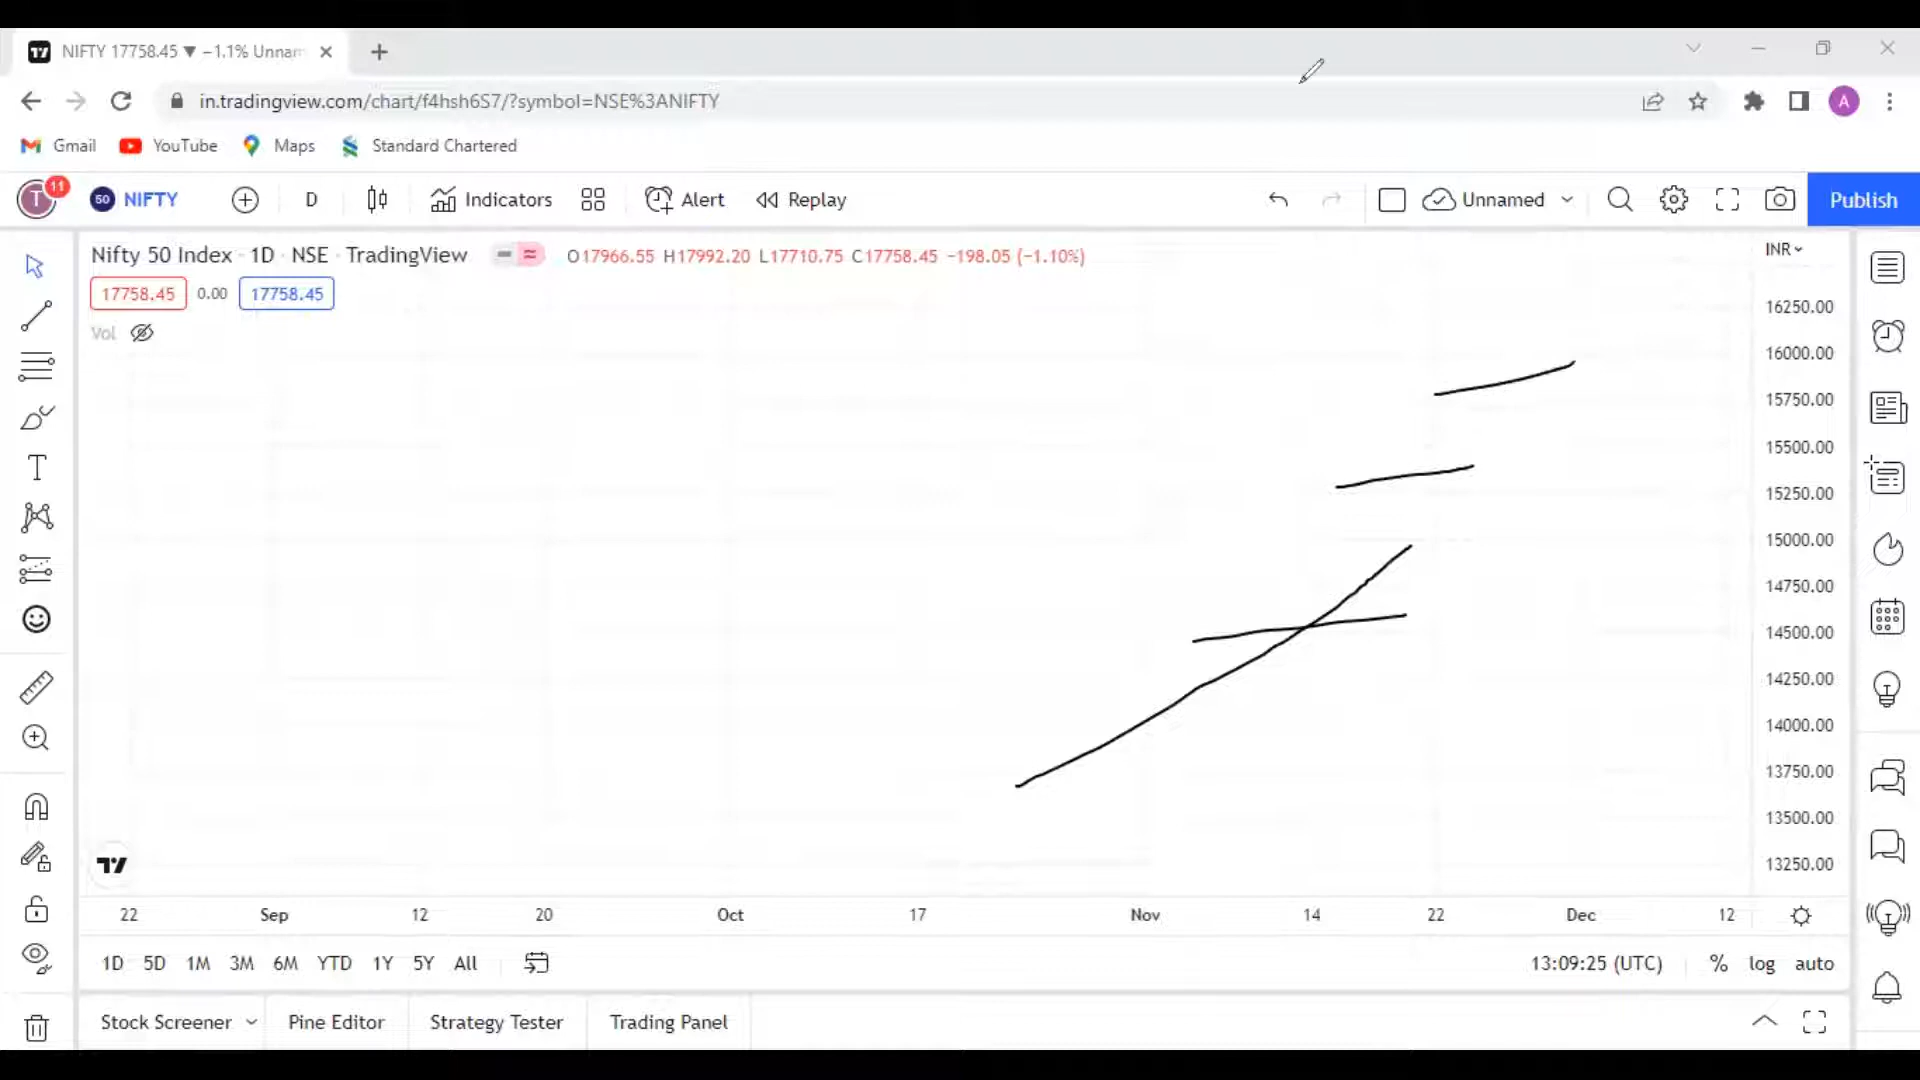 NIFTY 17758.45 ▼ −1.1% Unnam
in.tradingview.com/chart/f4hsh6S7/?symbol=NSE%3ANIFTY
A
Gmail YouTube Maps Standard Chartered
T 11 50 NIFTY D Indicators Alert Replay Unnamed Publish
Nifty 50 Index · 1D · NSE · TradingView O17966.55 H17992.20 L17710.75 C17758.45 −198.05 (−1.10%) INR
17758.45 0.00 17758.45
Vol
16250.00
16000.00
15750.00
15500.00
15250.00
15000.00
14750.00
14500.00
14250.00
14000.00
13750.00
13500.00
13250.00
22 Sep 12 20 Oct 17 Nov 14 22 Dec 12
1D 5D 1M 3M 6M YTD 1Y 5Y All 13:09:25 (UTC) % log auto
Stock Screener Pine Editor Strategy Tester Trading Panel